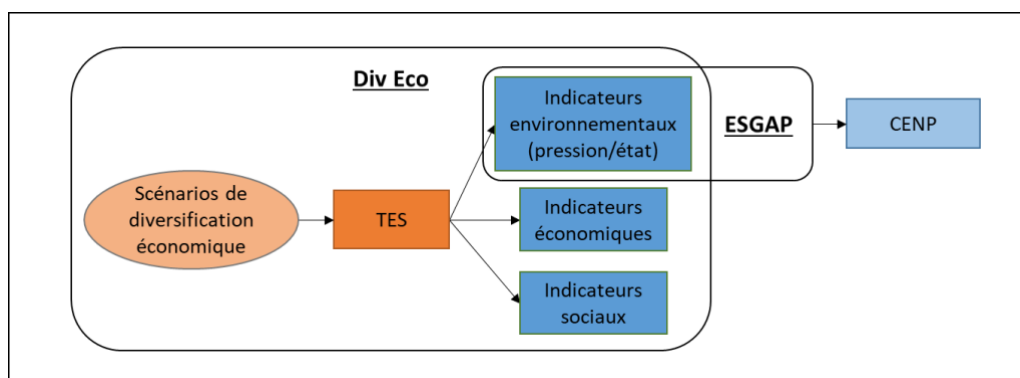 Div Eco
Indicateurs
environnementaux
(pression/état)
ESGAP
CENP
Scénarios de
diversification
économique
TES
Indicateurs
économiques
Indicateurs
sociaux